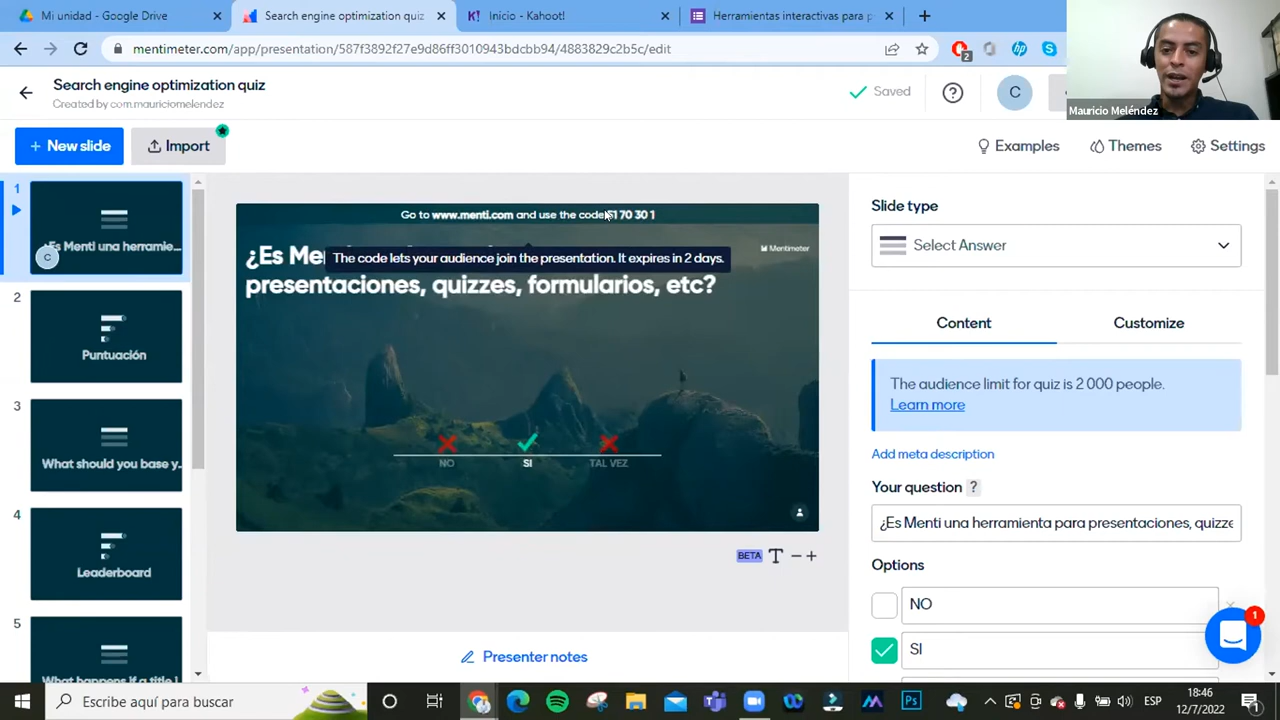 Mi unidad - Google Drive
Search engine optimization quiz
Inicio - Kahoot!
Herramientas interactivas para p
mentimeter.com/app/presentation/587f3892f27e9d86ff3010943bdcbb94/4883829c2b5c/edit
2
Search engine optimization quiz
Created by com.mauriciomelendez
Saved
C
Mauricio Meléndez
+ New slide
Import
Examples
Themes
Settings
1
¿Es Menti una herramie...
C
2
Puntuación
3
What should you base y...
4
Leaderboard
5
What happens if a title i
Go to www.menti.com and use the code 70 30 1
Mentimeter
¿Es Me
The code lets your audience join the presentation. It expires in 2 days.
presentaciones, quizzes, formularios, etc?
NO
SI
TAL VEZ
BETA
Presenter notes
Slide type
Select Answer
Content
Customize
The audience limit for quiz is 2 000 people.
Learn more
Add meta description
Your question ?
¿Es Menti una herramienta para presentaciones, quizze
Options
NO
SI
1
Escribe aquí para buscar
ESP
18:46
12/7/2022
1